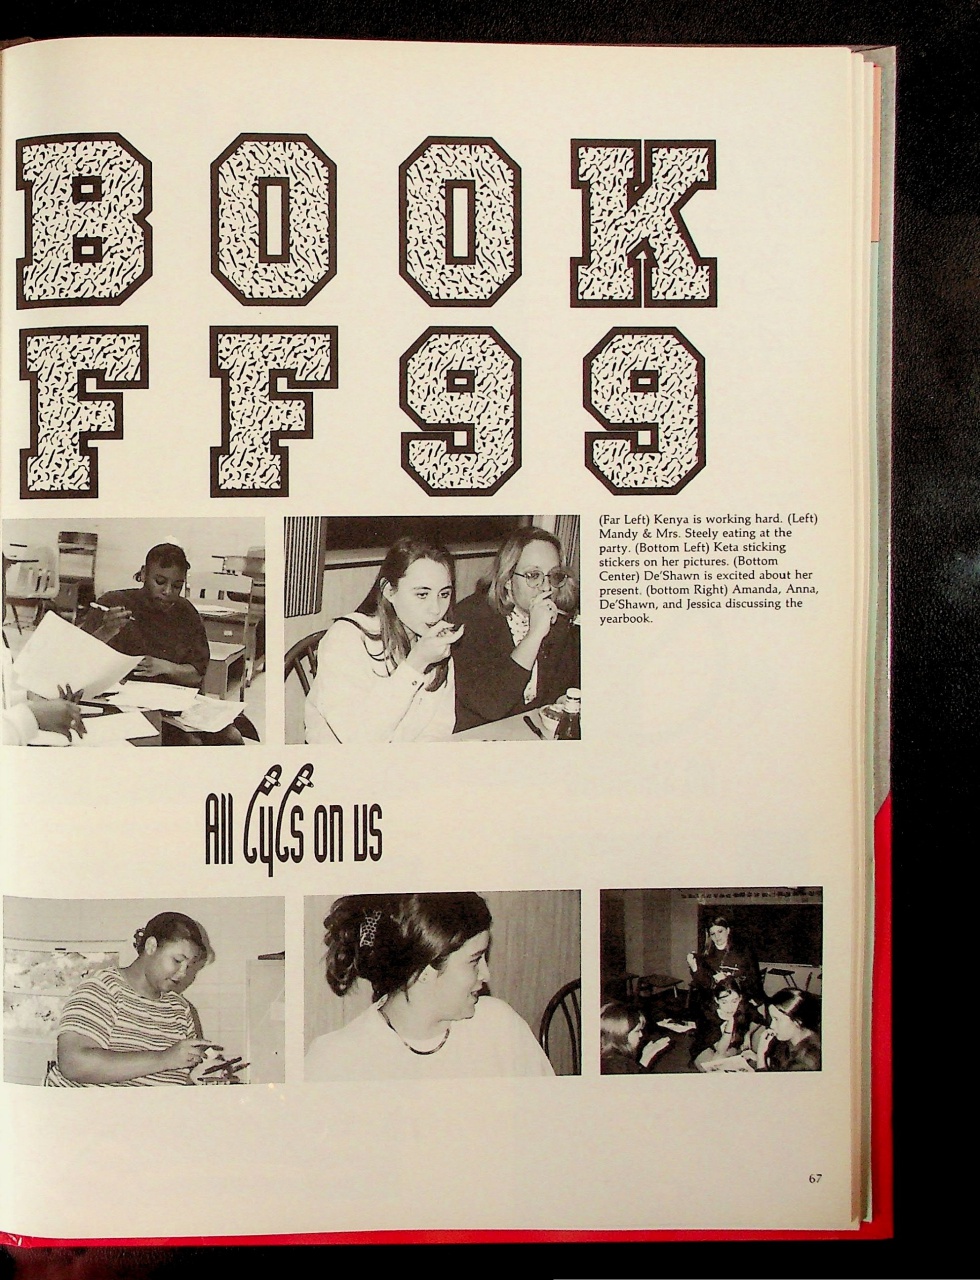 BOOK
FF99
(Far Left) Kenya is working hard. (Left)
Mandy & Mrs. Steely eating at the
party. (Bottom Left) Keta sticking
stickers on her pictures. (Bottom
Center) De'Shawn is excited about her
present. (bottom Right) Amanda, Anna,
De'Shawn, and Jessica discussing the
yearbook.
All EyEs on us
67